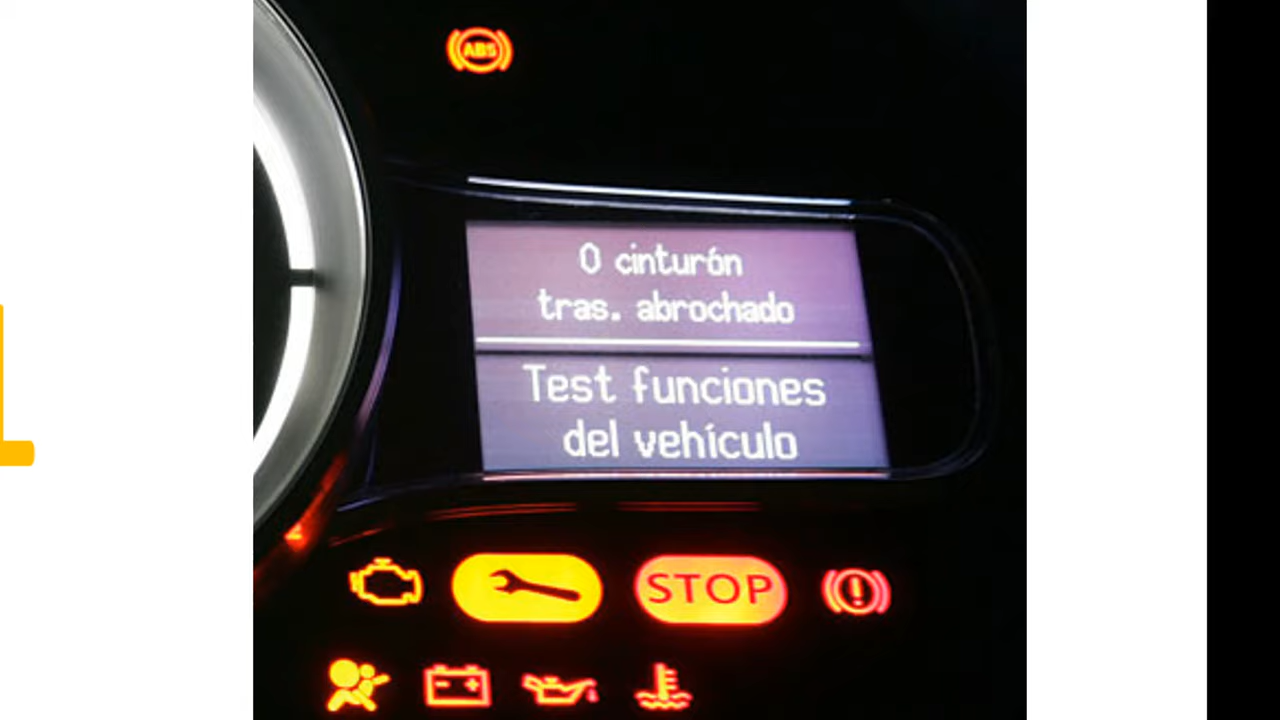 ABS
0 cinturón
tras. abrochado
Test funciones
del vehículo
STOP